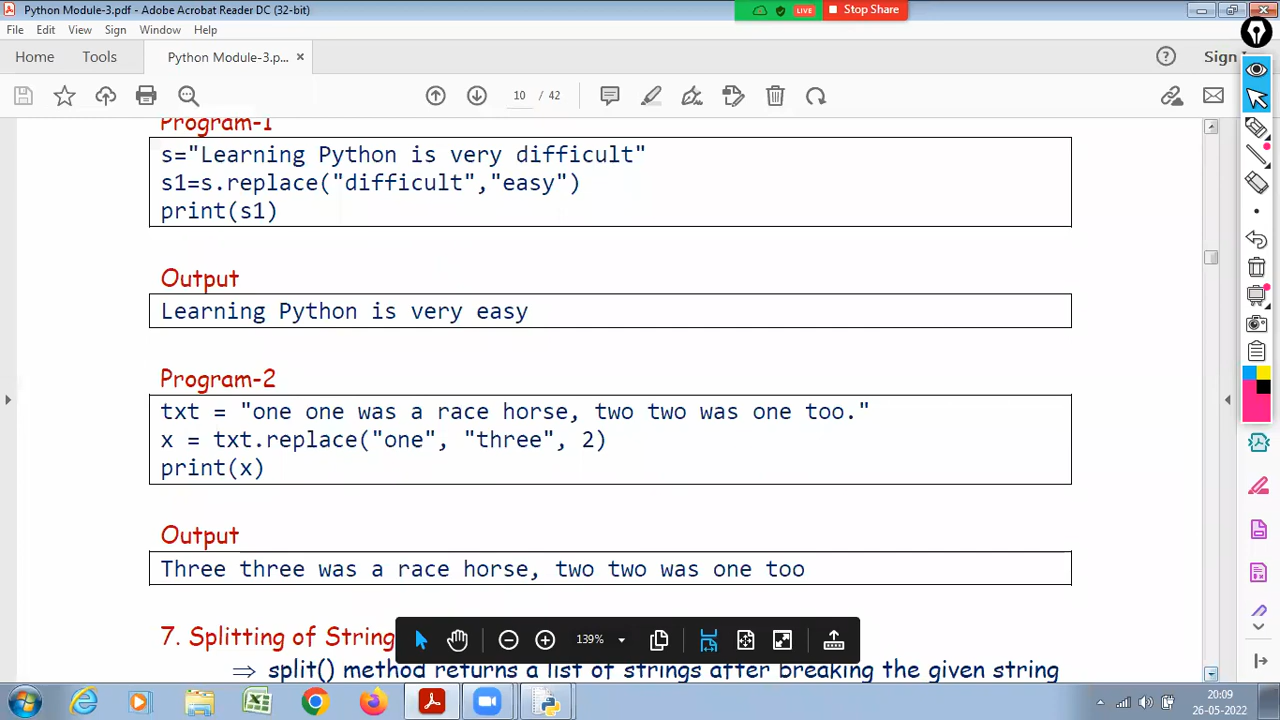 Python Module-3.pdf - Adobe Acrobat Reader DC (32-bit)
LIVE
Stop Share
File Edit View Sign Window Help
Home Tools Python Module-3.p... × Sign
10 / 42
Program-1
s="Learning Python is very difficult"
s1=s.replace("difficult","easy")
print(s1)
Output
Learning Python is very easy
Program-2
txt = "one one was a race horse, two two was one too."
x = txt.replace("one", "three", 2)
print(x)
Output
Three three was a race horse, two two was one too
7. Splitting of String
139%
⇒ split() method returns a list of strings after breaking the given string
20:09
26-05-2022